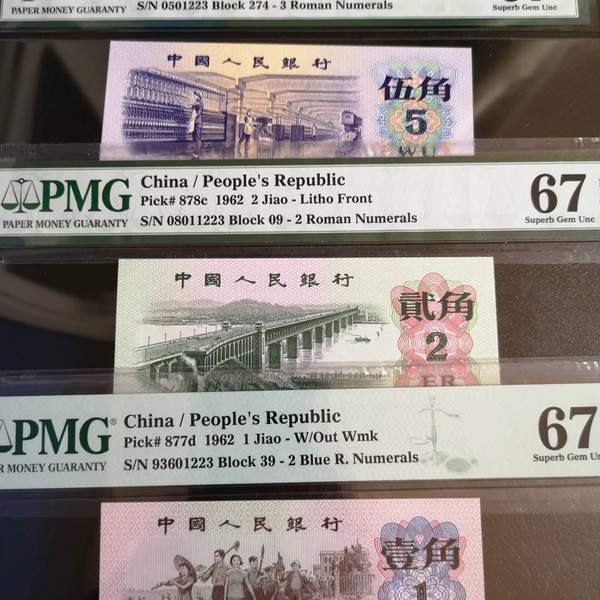 PAPER MONEY GUARANTY
S/N 0501223 Block 274 - 3 Roman Numerals
Superb Gem Unc
中國人民銀行
伍角
5
WU
PMG
PAPER MONEY GUARANTY
China / People's Republic
Pick# 878c 1962 2 Jiao - Litho Front
S/N 08011223 Block 09 - 2 Roman Numerals
67
Superb Gem Unc
中國人民銀行
貳角
2
ER
PMG®
PAPER MONEY GUARANTY
China / People's Republic
Pick# 877d 1962 1 Jiao - W/Out Wmk
S/N 93601223 Block 39 - 2 Blue R. Numerals
67
Superb Gem Unc
中國人民銀行
壹角
1